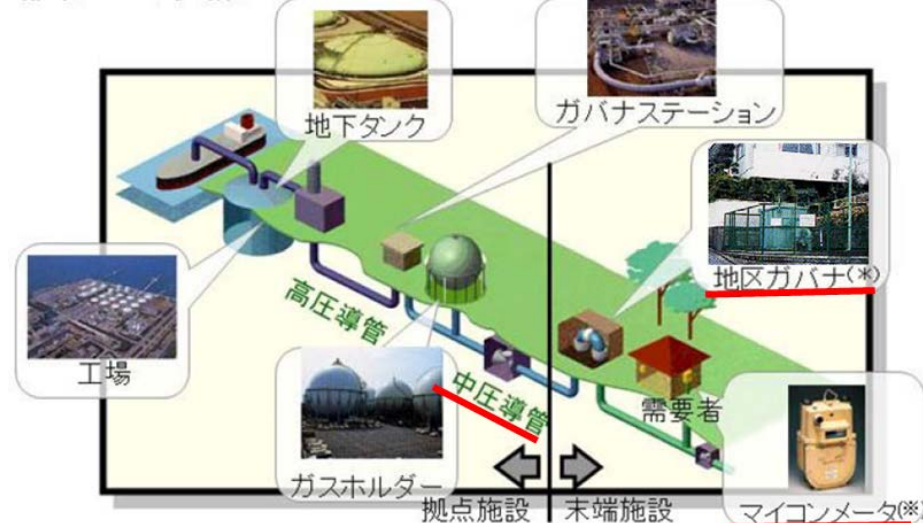 地下タンク
ガバナステーション
地区ガバナ(*)
工場
高圧導管
中圧導管
需要者
ガスホルダー
拠点施設
末端施設
マイコンメータ(※)